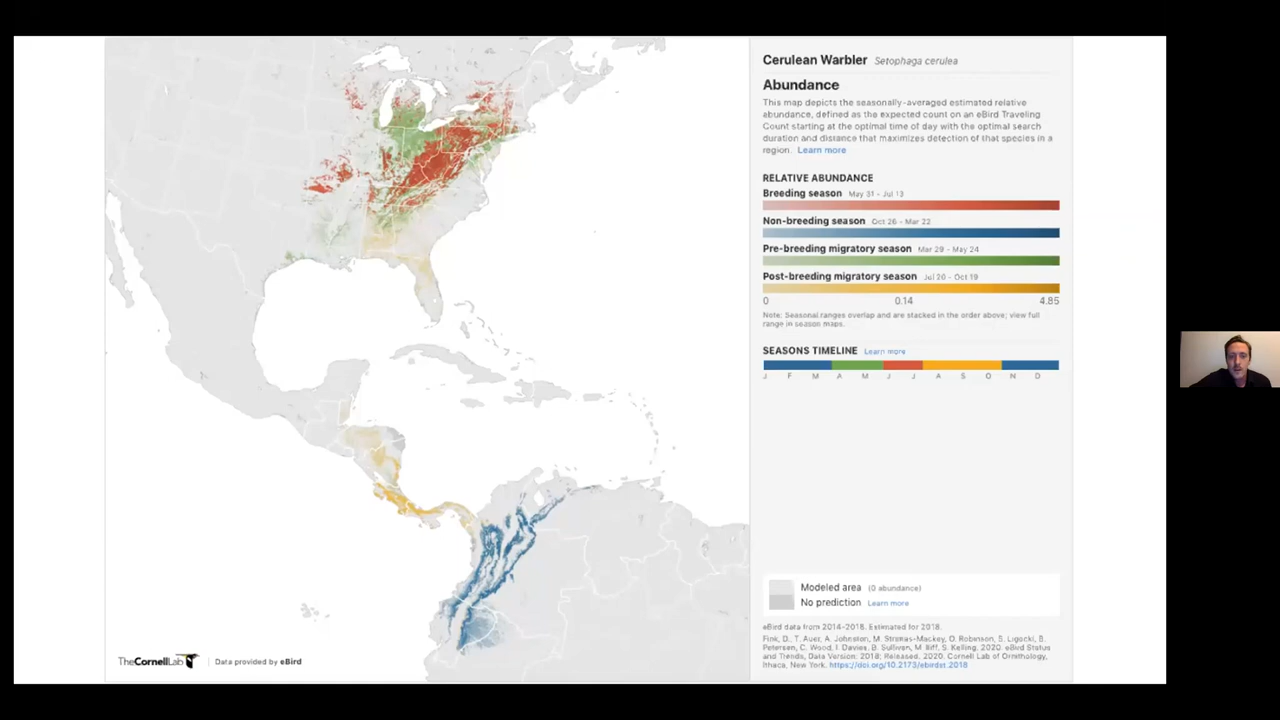 Cerulean Warbler Setophaga cerulea
Abundance
This map depicts the seasonally-averaged estimated relative
abundance, defined as the expected count on an eBird Traveling
Count starting at the optimal time of day with the optimal search
duration and distance that maximizes detection of that species in a
region. Learn more
RELATIVE ABUNDANCE
Breeding season May 31 - Jul 13
Non-breeding season Oct 26 - Mar 22
Pre-breeding migratory season Mar 29 - May 24
Post-breeding migratory season Jul 20 - Oct 19
0 0.14 4.85
Note: Seasonal ranges overlap and are stacked in the order above; view full
range in season maps.
SEASONS TIMELINE Learn more
J F M A M J J A S O N D
Modeled area (0 abundance)
No prediction Learn more
eBird data from 2014-2018. Estimated for 2018.
Fink, D., T. Auer, A. Johnston, M. Strimas-Mackey, O. Robinson, S. Ligocki, B.
Petersen, C. Wood, I. Davies, B. Sullivan, M. Iliff, S. Kelling. 2020. eBird Status
and Trends, Data Version: 2018; Released: 2020. Cornell Lab of Ornithology,
Ithaca, New York. https://doi.org/10.2173/ebirdst.2018
TheCornellLab Data provided by eBird